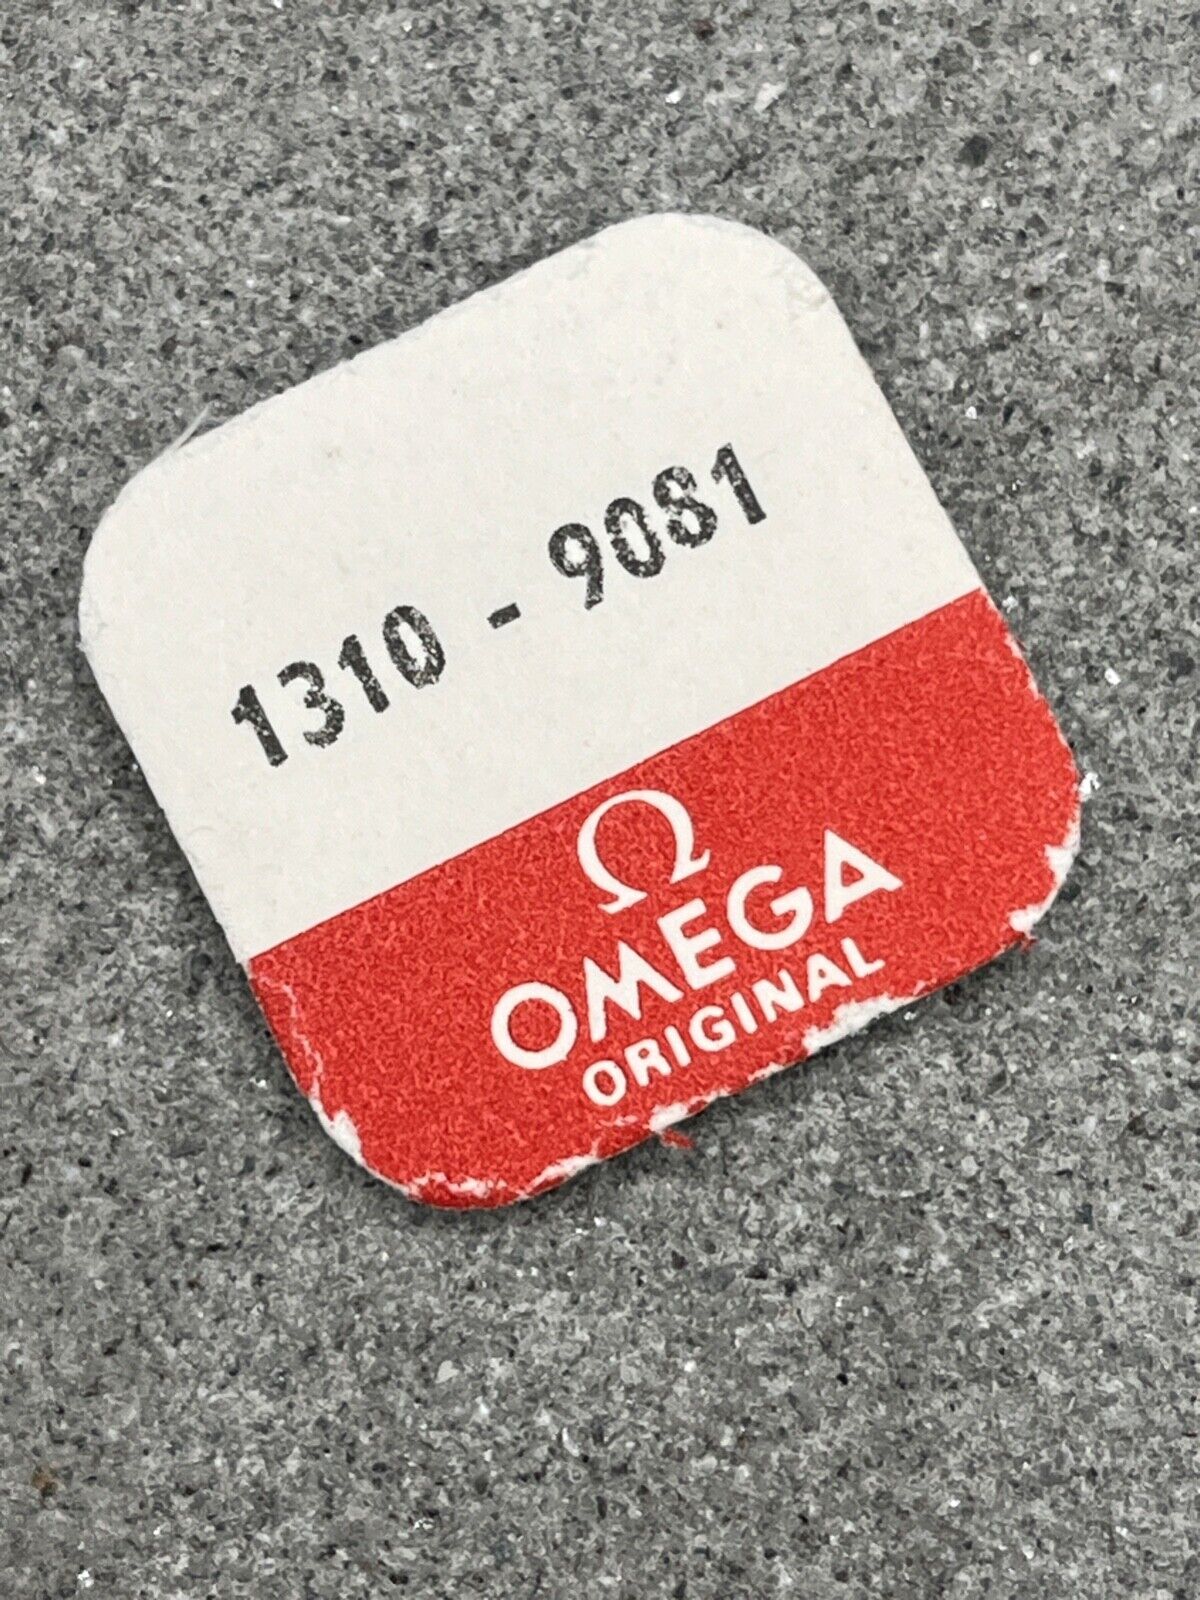 1310 - 9081
Ω
OMEGA
ORIGINAL